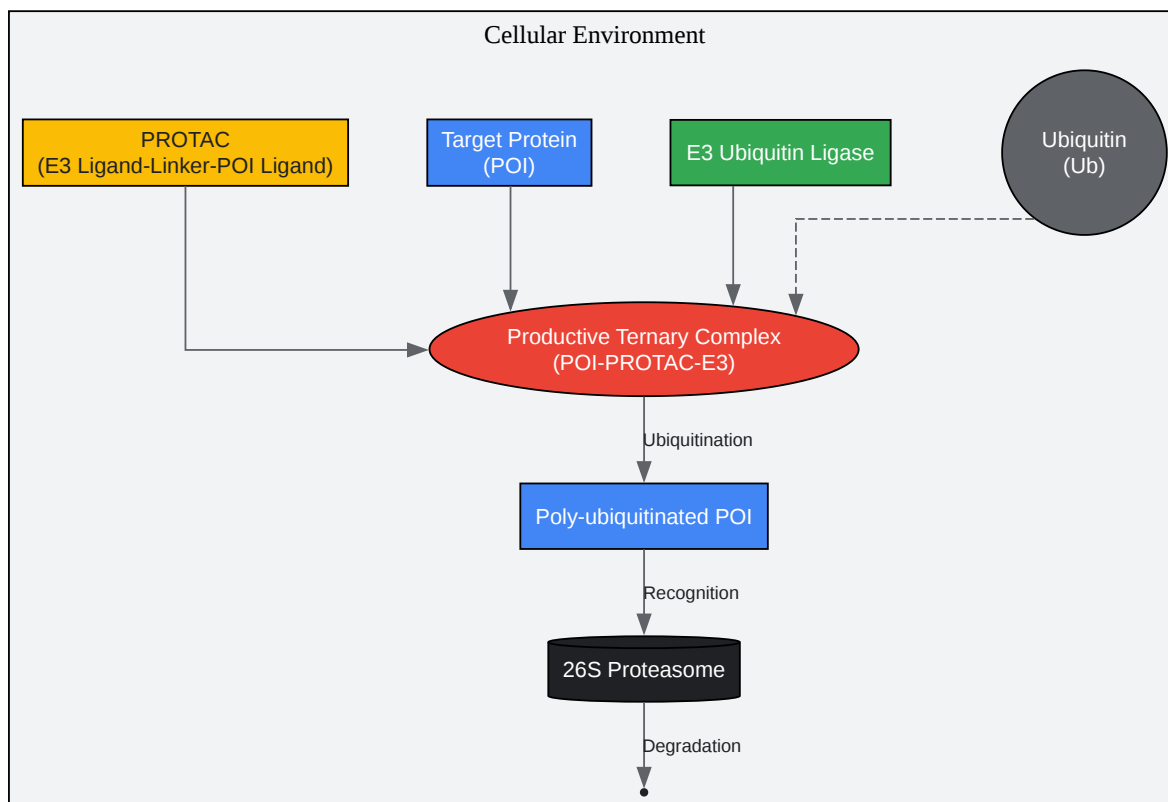 Cellular Environment
PROTAC
(E3 Ligand-Linker-POI Ligand)
Target Protein
(POI)
E3 Ubiquitin Ligase
Ubiquitin
(Ub)
Productive Ternary Complex
(POI-PROTAC-E3)
Ubiquitination
Poly-ubiquitinated POI
Recognition
26S Proteasome
Degradation